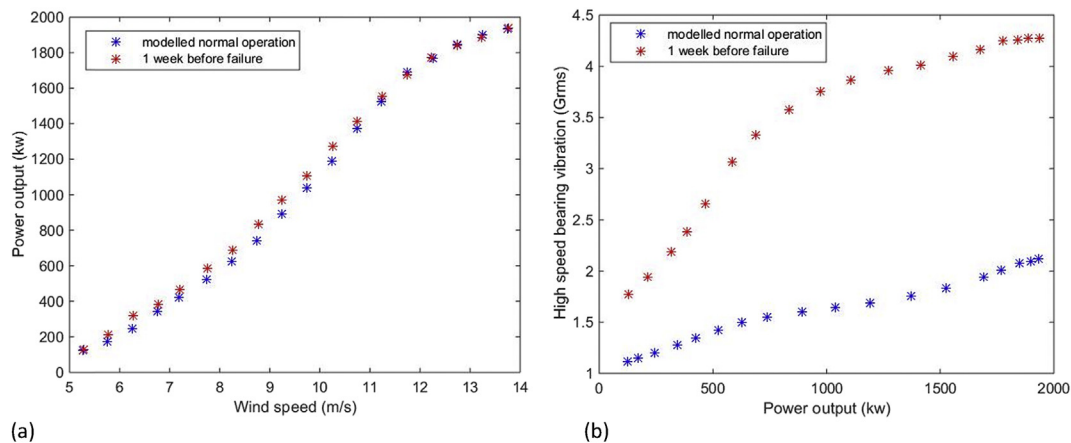 2000
1800
1600
1400
1200
1000
800
600
400
200
0
Power output (kw)
modelled normal operation
1 week before failure
5 6 7 8 9 10 11 12 13 14
Wind speed (m/s)
(a)
4.5
4
3.5
3
2.5
2
1.5
1
High speed bearing vibration (Grms)
modelled normal operation
1 week before failure
0 500 1000 1500 2000
Power output (kw)
(b)